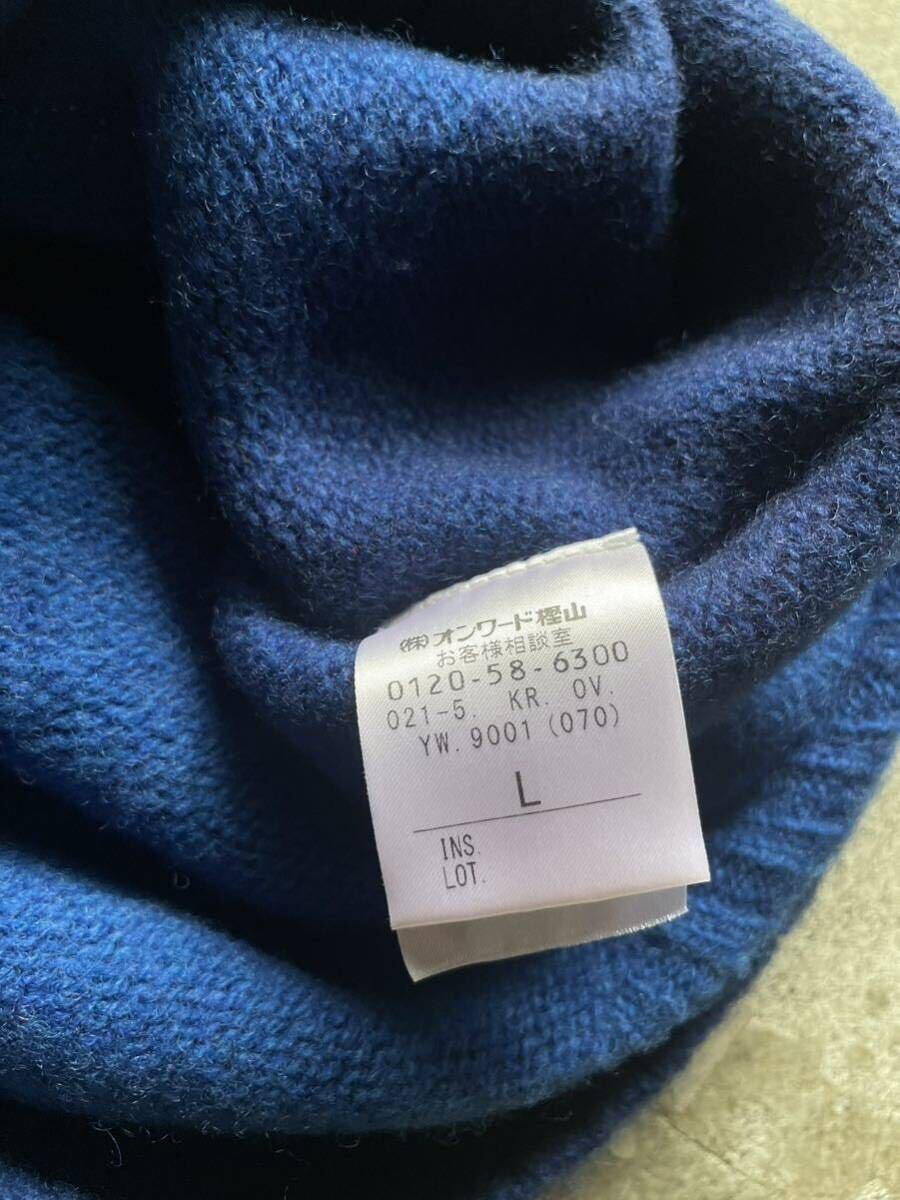 (株)オンワード樫山
お客様相談室
0120-58-6300
021-5. KR. OV.
YW. 9001 (070)
L
INS.
LOT.